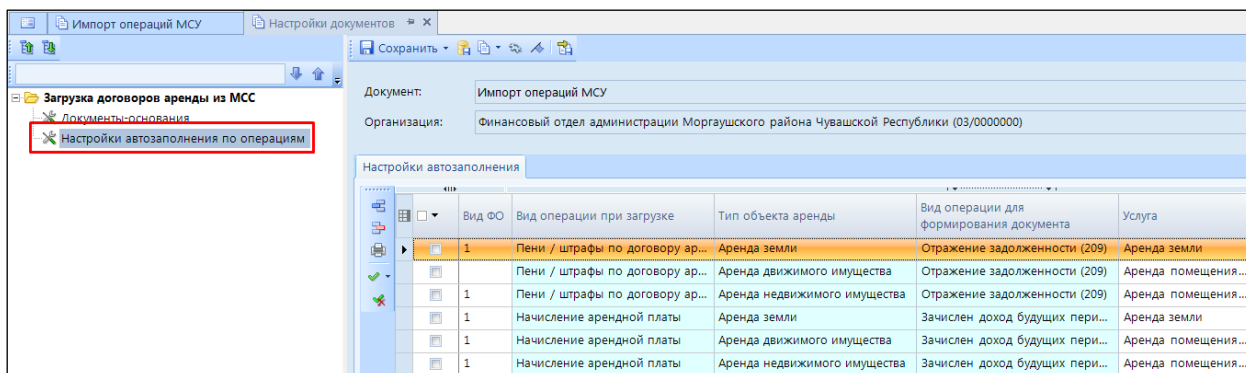 Импорт операций МСУ
Настройки документов
Сохранить
Загрузка договоров аренды из МСС
Документы-основания
Настройки автозаполнения по операциям
Документ: Импорт операций МСУ
Организация: Финансовый отдел администрации Моргаушского района Чувашской Республики (03/0000000)
Настройки автозаполнения
Вид ФО Вид операции при загрузке Тип объекта аренды Вид операции для формирования документа Услуга
1 Пени / штрафы по договору ар... Аренда земли Отражение задолженности (209) Аренда земли
Пени / штрафы по договору ар... Аренда движимого имущества Отражение задолженности (209) Аренда помещения...
1 Пени / штрафы по договору ар... Аренда недвижимого имущества Отражение задолженности (209) Аренда помещения...
1 Начисление арендной платы Аренда земли Зачислен доход будущих пери... Аренда земли
1 Начисление арендной платы Аренда движимого имущества Зачислен доход будущих пери... Аренда помещения...
1 Начисление арендной платы Аренда недвижимого имущества Зачислен доход будущих пери... Аренда помещения...